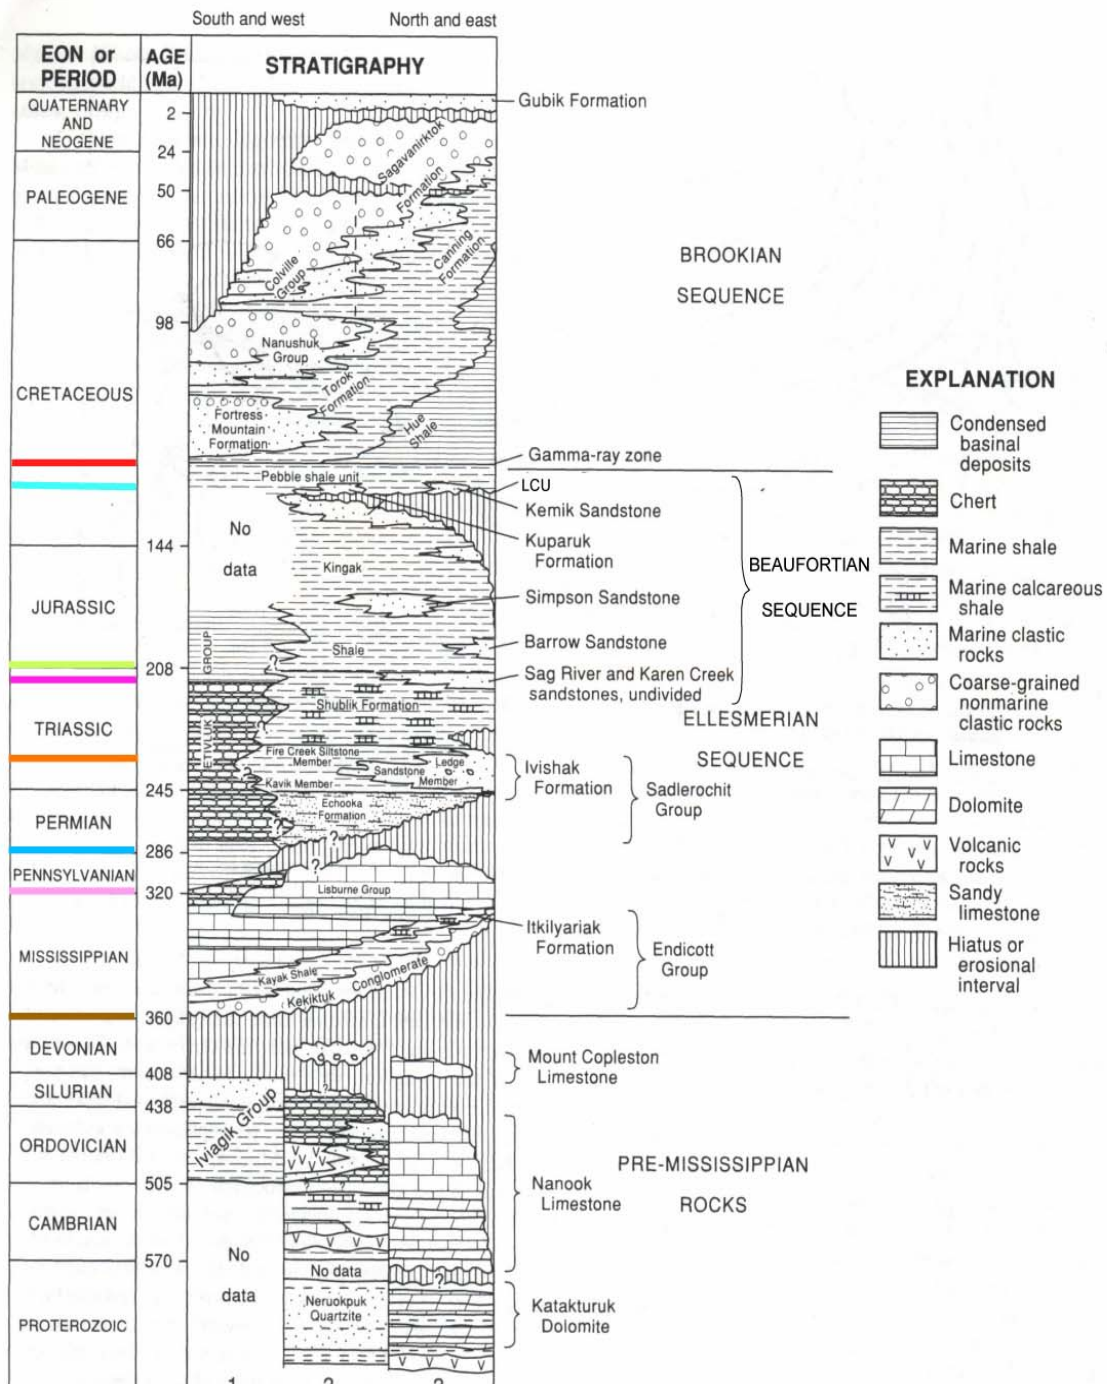 South and west
North and east
EON or
PERIOD
AGE
(Ma)
STRATIGRAPHY
QUATERNARY
AND
NEOGENE
PALEOGENE
CRETACEOUS
JURASSIC
TRIASSIC
PERMIAN
PENNSYLVANIAN
MISSISSIPPIAN
DEVONIAN
SILURIAN
ORDOVICIAN
CAMBRIAN
PROTEROZOIC
2
24
50
66
98
144
208
245
286
320
360
408
438
505
570
Sagavanirktok
Formation
Canning
Formation
Colville
Group
Nanushuk
Group
Torok
Formation
Fortress
Mountain
Formation
Hue
Shale
Pebble shale unit
No
data
Kingak
Shale
GROUP
ETIVLUK
?
Shublik Formation
Fire Creek Siltstone
Member
Ledge
Sandstone
Member
Kavik Member
?
Echooka
Formation
?
?
?
Lisburne Group
Kayak Shale
Kekiktuk Conglomerate
Iviagik Group
?
? ?
No
data
No data
?
Neruokpuk
Quartzite
1 2 3
Gubik Formation
Gamma-ray zone
LCU
Kemik Sandstone
Kuparuk
Formation
Simpson Sandstone
Barrow Sandstone
Sag River and Karen Creek
sandstones, undivided
Ivishak
Formation
Sadlerochit
Group
Itkilyariak
Formation
Endicott
Group
Mount Copleston
Limestone
Nanook
Limestone
Katakturuk
Dolomite
BROOKIAN
SEQUENCE
BEAUFORTIAN
SEQUENCE
ELLESMERIAN
SEQUENCE
PRE-MISSISSIPPIAN
ROCKS
EXPLANATION
Condensed
basinal
deposits
Chert
Marine shale
Marine calcareous
shale
Marine clastic
rocks
Coarse-grained
nonmarine
clastic rocks
Limestone
Dolomite
Volcanic
rocks
Sandy
limestone
Hiatus or
erosional
interval